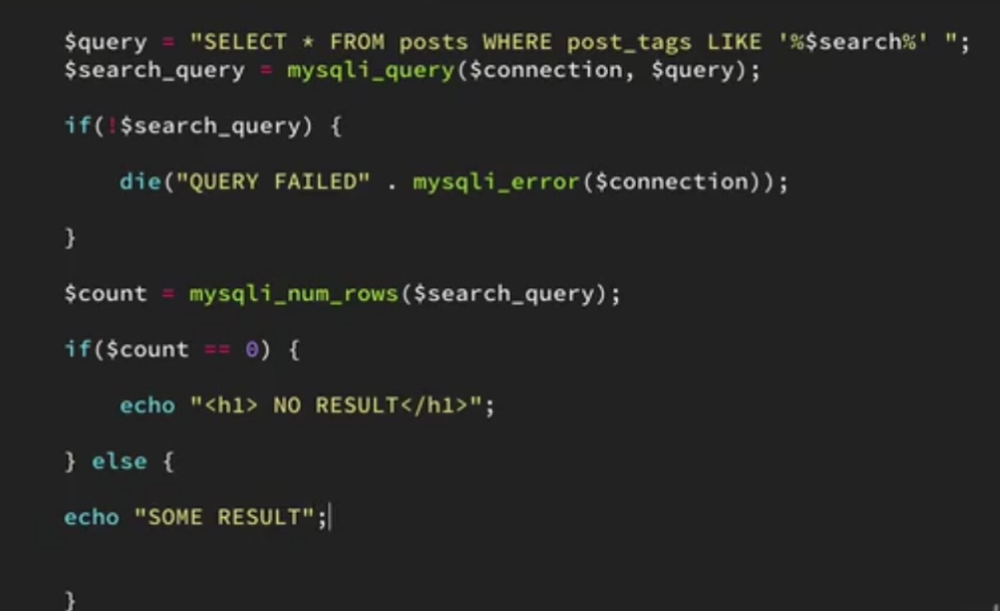 $query = "SELECT * FROM posts WHERE post_tags LIKE '%$search%' ";
$search_query = mysqli_query($connection, $query);
if(!$search_query) {
die("QUERY FAILED" . mysqli_error($connection));
}
$count = mysqli_num_rows($search_query);
if($count == 0) {
echo "<h1> NO RESULT</h1>";
} else {
echo "SOME RESULT";
}